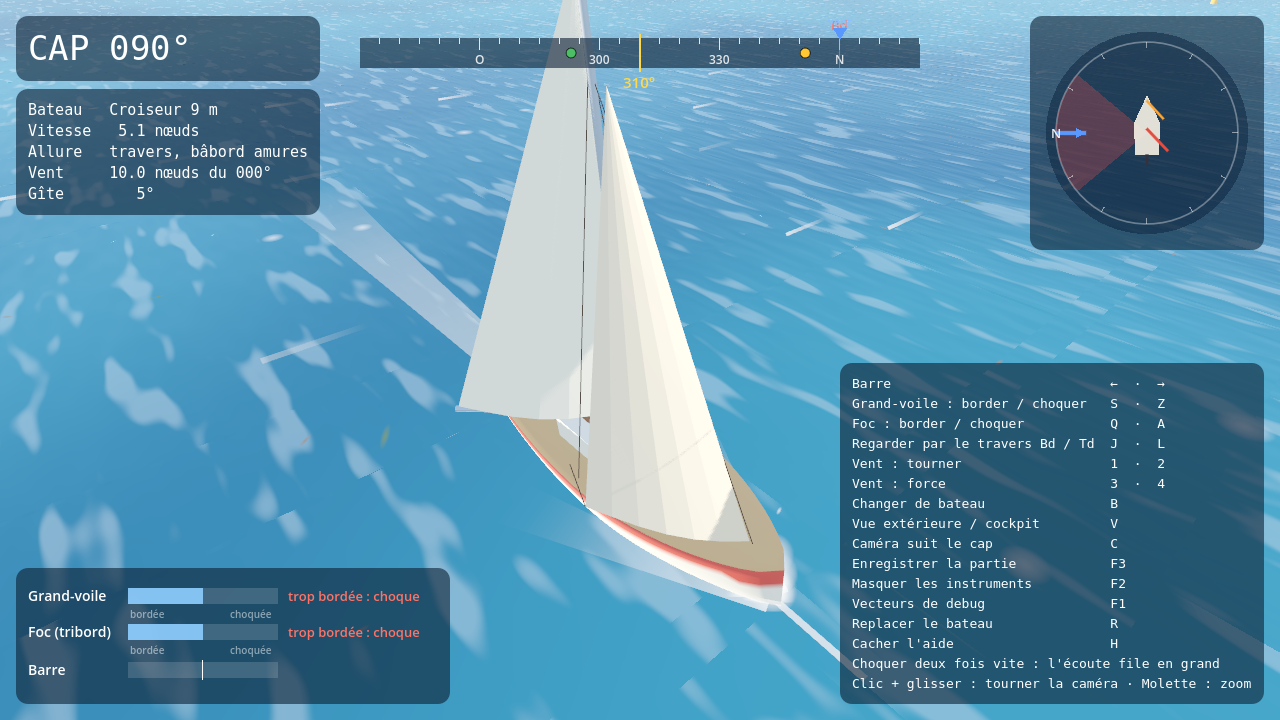 CAP 090°
Bateau Croiseur 9 m
Vitesse 5.1 nœuds
Allure travers, bâbord amures
Vent 10.0 nœuds du 000°
Gîte 5°
O 300 330 N
310°
N
Barre ← · →
Grand-voile : border / choquer S · Z
Foc : border / choquer Q · A
Regarder par le travers Bd / Td J · L
Vent : tourner 1 · 2
Vent : force 3 · 4
Changer de bateau B
Vue extérieure / cockpit V
Caméra suit le cap C
Enregistrer la partie F3
Masquer les instruments F2
Vecteurs de debug F1
Replacer le bateau R
Cacher l'aide H
Choquer deux fois vite : l'écoute file en grand
Clic + glisser : tourner la caméra · Molette : zoom
Grand-voile trop bordée : choque
bordée choquée
Foc (tribord) trop bordée : choque
bordée choquée
Barre